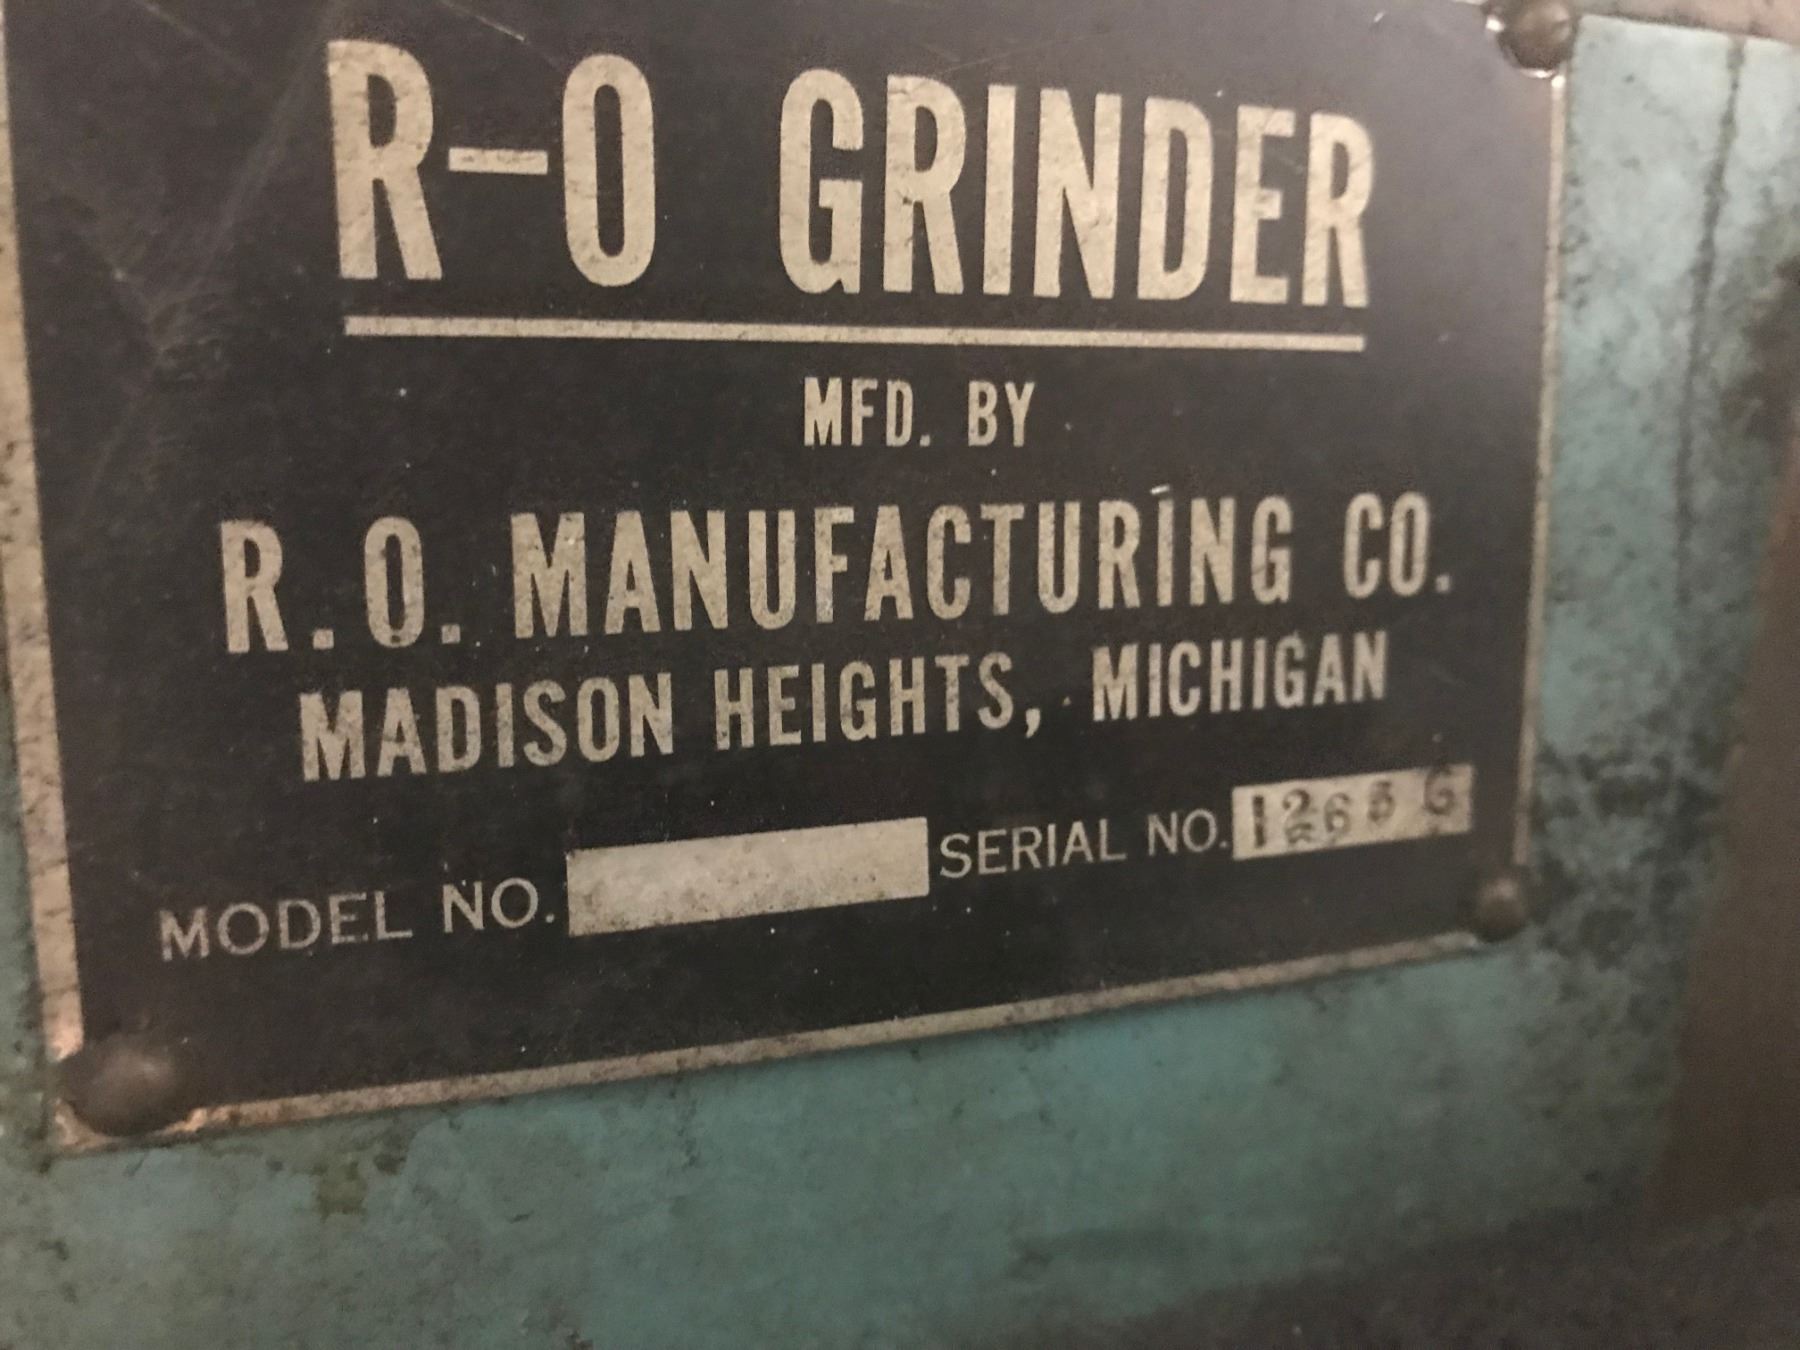 R-O GRINDER
MFD. BY
R.O. MANUFACTURING CO.
MADISON HEIGHTS, MICHIGAN
MODEL NO. SERIAL NO.